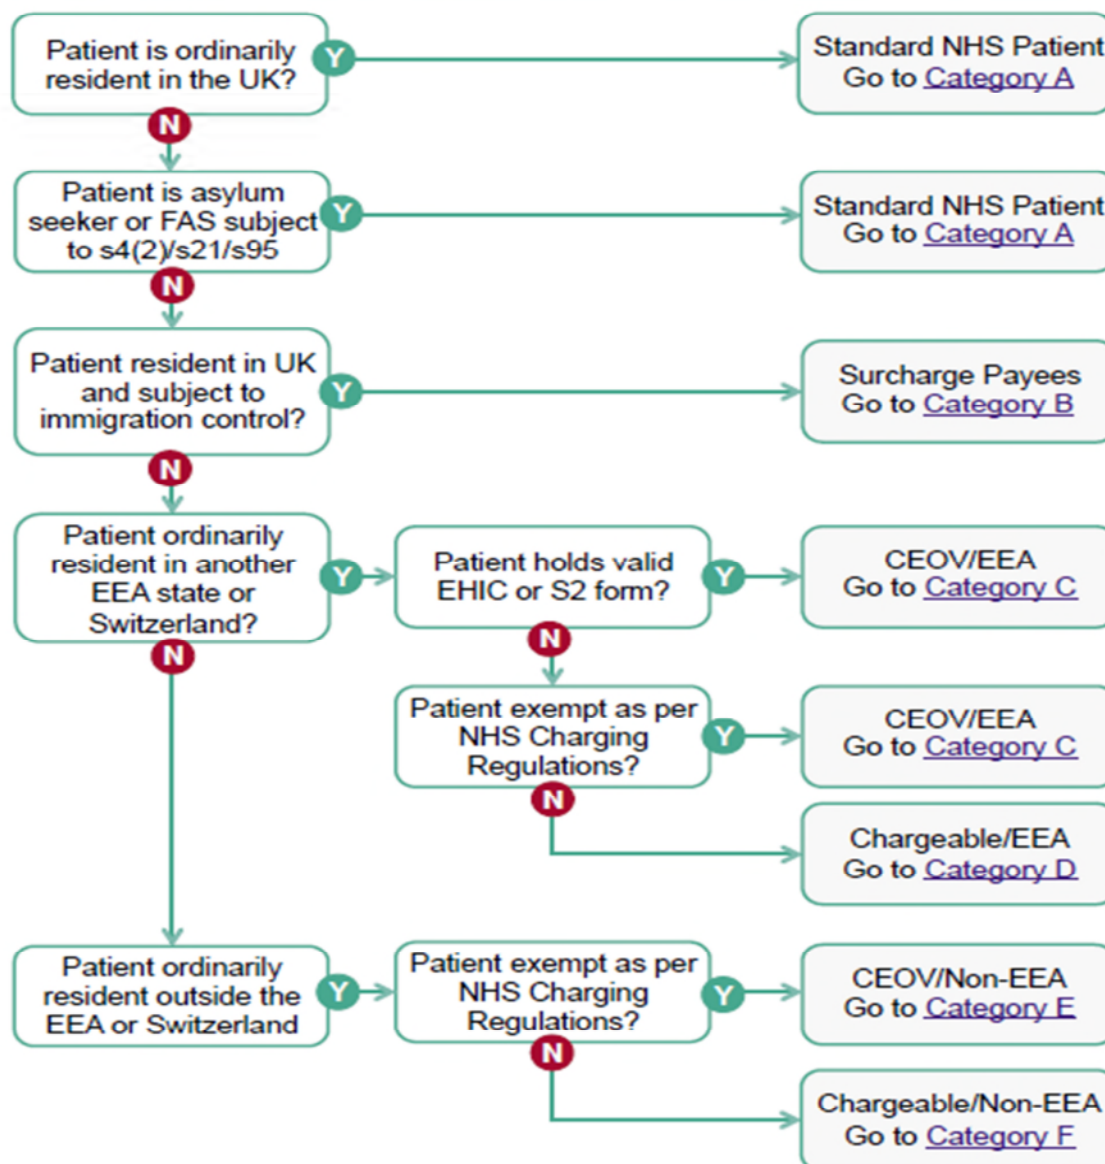 Patient is ordinarily
resident in the UK?
Y
Standard NHS Patient
Go to Category A
N
Patient is asylum
seeker or FAS subject
to s4(2)/s21/s95
Y
Standard NHS Patient
Go to Category A
N
Patient resident in UK
and subject to
immigration control?
Y
Surcharge Payees
Go to Category B
N
Patient ordinarily
resident in another
EEA state or
Switzerland?
Y
Patient holds valid
EHIC or S2 form?
Y
CEOV/EEA
Go to Category C
N
N
Patient exempt as per
NHS Charging
Regulations?
Y
CEOV/EEA
Go to Category C
N
Chargeable/EEA
Go to Category D
Patient ordinarily
resident outside the
EEA or Switzerland
Y
Patient exempt as per
NHS Charging
Regulations?
Y
CEOV/Non-EEA
Go to Category E
N
Chargeable/Non-EEA
Go to Category F